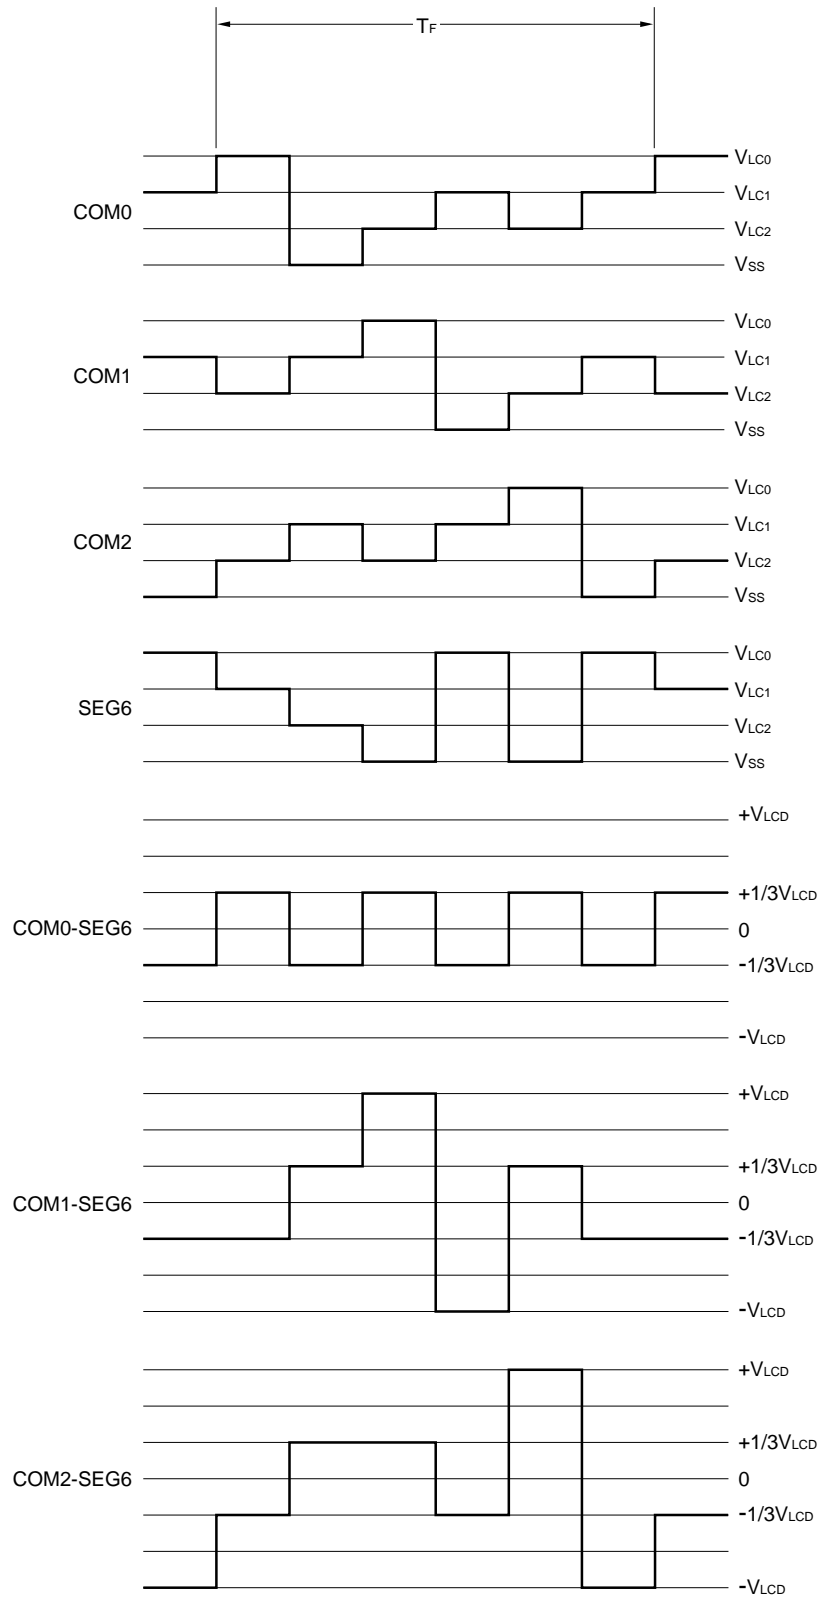 TF
VLC0
VLC1
COM0
VLC2
VSS
VLC0
VLC1
COM1
VLC2
VSS
VLC0
VLC1
COM2
VLC2
VSS
VLC0
VLC1
SEG6
VLC2
VSS
+VLCD
+1/3VLCD
COM0-SEG6
0
-1/3VLCD
-VLCD
+VLCD
+1/3VLCD
COM1-SEG6
0
-1/3VLCD
-VLCD
+VLCD
+1/3VLCD
COM2-SEG6
0
-1/3VLCD
-VLCD